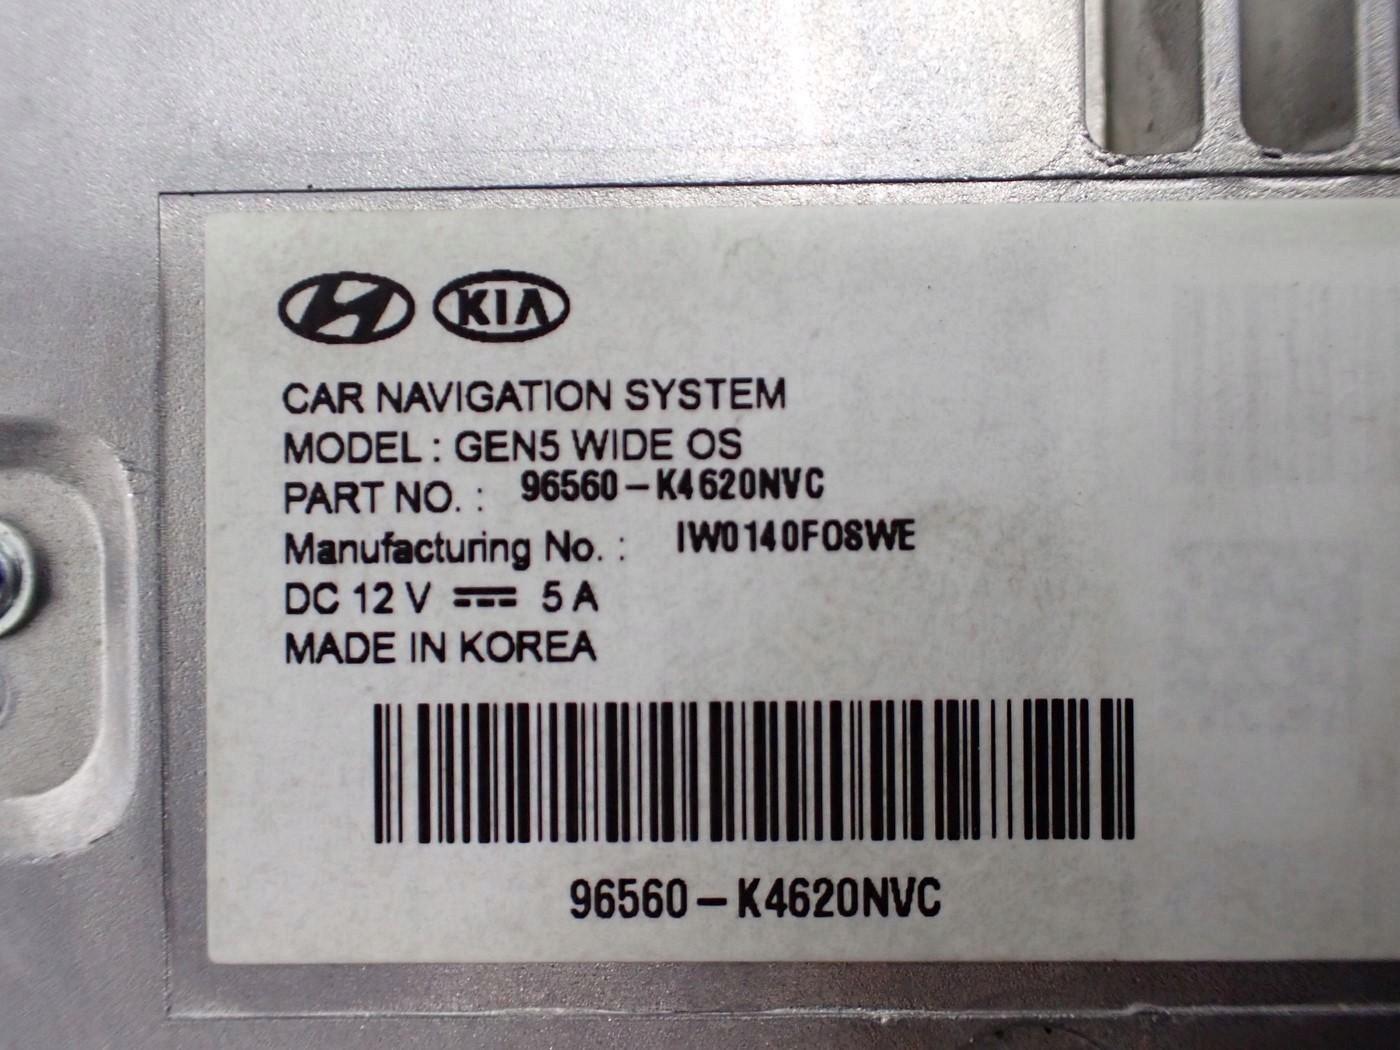 KIA
CAR NAVIGATION SYSTEM
MODEL : GEN5 WIDE OS
PART NO. : 96560-K4620NVC
Manufacturing No. : IW0140FO8WE
DC 12 V ⎓ 5 A
MADE IN KOREA
96560-K4620NVC